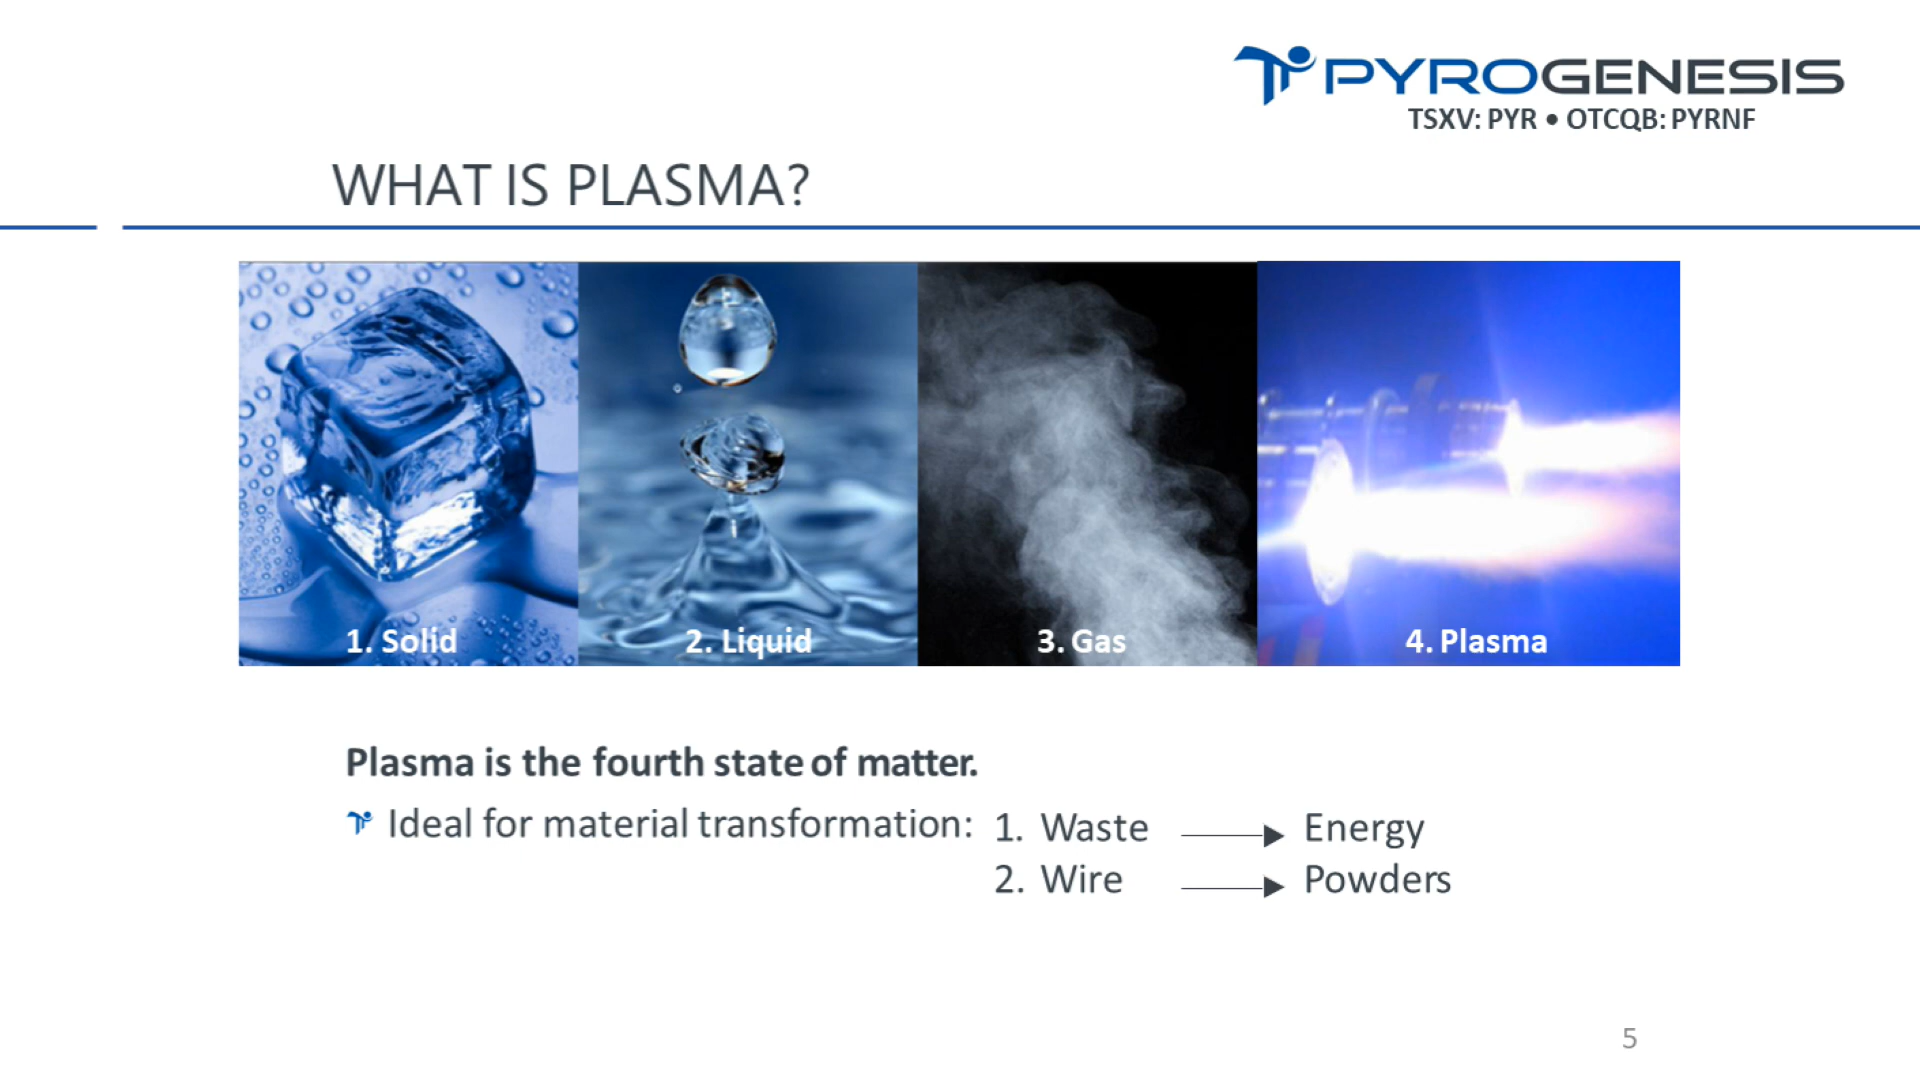 PYROGENESIS
TSXV: PYR • OTCQB: PYRNF
WHAT IS PLASMA?
1. Solid
2. Liquid
3. Gas
4. Plasma
Plasma is the fourth state of matter.
Ideal for material transformation:
1. Waste → Energy
2. Wire → Powders
5